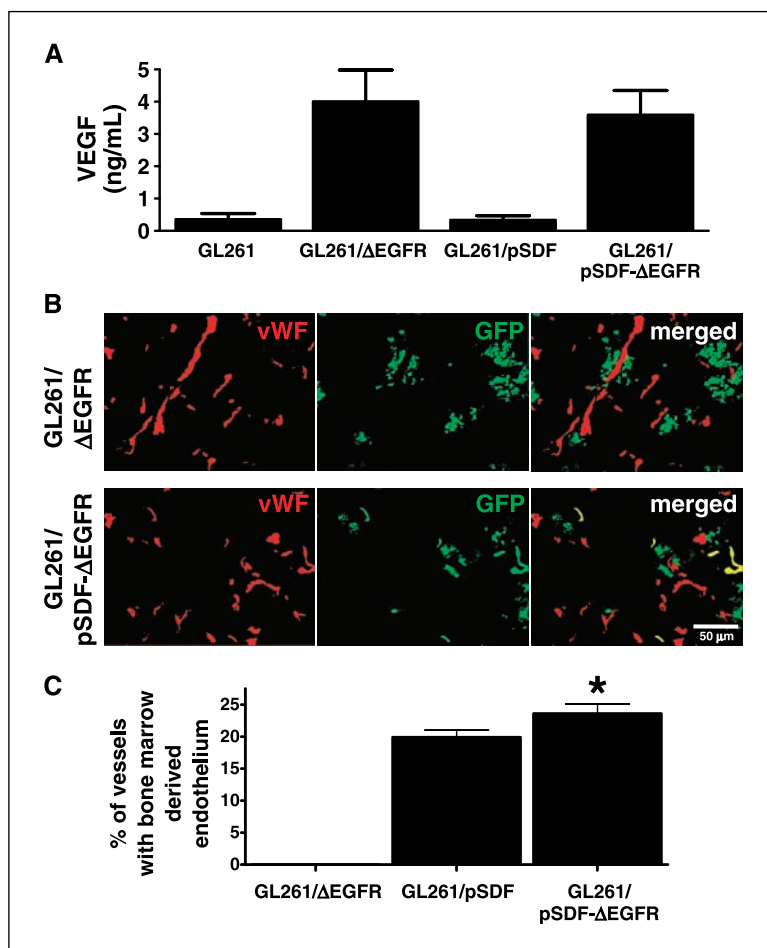 A
VEGF
(ng/mL)
5
4
3
2
1
0
GL261
GL261/ΔEGFR
GL261/pSDF
GL261/
pSDF-ΔEGFR
B
GL261/
ΔEGFR
vWF
GFP
merged
GL261/
pSDF-ΔEGFR
vWF
GFP
merged
50 μm
C
% of vessels
with bone marrow
derived
endothelium
25
20
15
10
5
0
*
GL261/ΔEGFR
GL261/pSDF
GL261/
pSDF-ΔEGFR